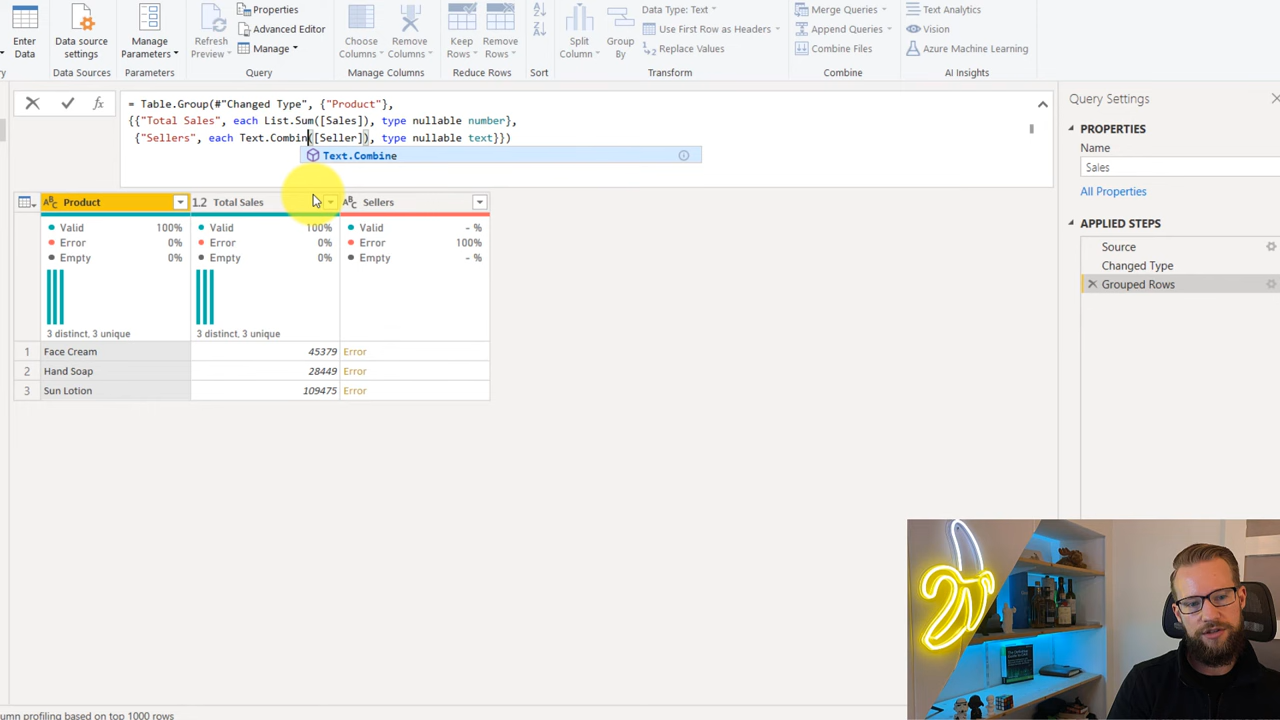 Enter
Data
Data source
settings
Data Sources
Manage
Parameters
Parameters
Refresh
Preview
Properties
Advanced Editor
Manage
Query
Choose
Columns
Remove
Columns
Manage Columns
Keep
Rows
Remove
Rows
Reduce Rows
Sort
Split
Column
Group
By
Data Type: Text
Use First Row as Headers
Replace Values
Transform
Merge Queries
Append Queries
Combine Files
Combine
Text Analytics
Vision
Azure Machine Learning
AI Insights
fx
= Table.Group(#"Changed Type", {"Product"},
{{"Total Sales", each List.Sum([Sales]), type nullable number},
{"Sellers", each Text.Combin([Seller]), type nullable text}})
Text.Combine
ABC Product
1.2 Total Sales
ABC Sellers
Valid 100%
Error 0%
Empty 0%
3 distinct, 3 unique
Valid 100%
Error 0%
Empty 0%
3 distinct, 3 unique
Valid - %
Error 100%
Empty - %
1 Face Cream 45379 Error
2 Hand Soap 28449 Error
3 Sun Lotion 109475 Error
Query Settings
PROPERTIES
Name
Sales
All Properties
APPLIED STEPS
Source
Changed Type
Grouped Rows
olumn profiling based on top 1000 rows